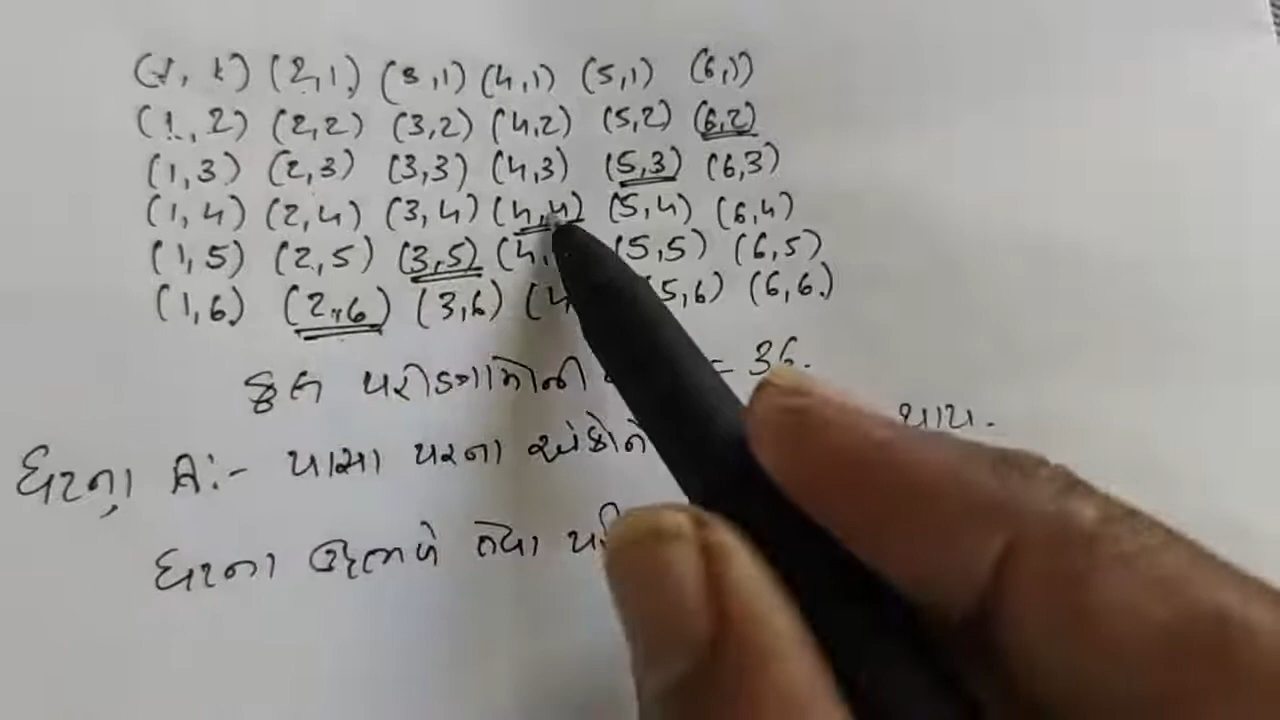 (1, 1) (2,1) (3,1) (4,1) (5,1) (6,1)
(1, 2) (2,2) (3,2) (4,2) (5,2) (6,2)
(1,3) (2,3) (3,3) (4,3) (5,3) (6,3)
(1,4) (2,4) (3,4) (4,4) (5,4) (6,4)
(1,5) (2,5) (3,5) (4, (5,5) (6,5)
(1,6) (2,6) (3,6) (4 5,6) (6,6)
કુલ પરીણામોની = 36.
ઘટના A:- પાસા પરના અંકોનો થાય.
ઘટના ઉદભવે તેવા